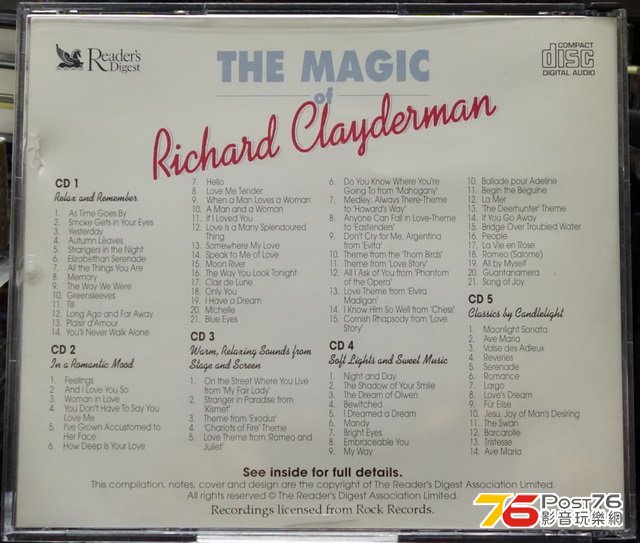 Reader's
Digest
THE MAGIC
of
Richard Clayderman
COMPACT
disc
DIGITAL AUDIO
CD 1
Relax and Remember
1. As Time Goes By
2. Smoke Gets in Your Eyes
3. Yesterday
4. Autumn Leaves
5. Strangers in the Night
6. Elizabethan Serenade
7. All the Things You Are
8. Memory
9. The Way We Were
10. Greensleeves
11. Till
12. Long Ago and Far Away
13. Plaisir d'Amour
14. You'll Never Walk Alone
CD 2
In a Romantic Mood
1. Feelings
2. And I Love You So
3. Woman in Love
4. You Don't Have To Say You
Love Me
5. I've Grown Accustomed to
Her Face
6. How Deep is Your Love
7. Hello
8. Love Me Tender
9. When a Man Loves a Woman
10. A Man and a Woman
11. If I Loved You
12. Love Is a Many Splendoured
Thing
13. Somewhere My Love
14. Speak to Me of Love
15. Moon River
16. The Way You Look Tonight
17. Clair de Lune
18. Only You
19. I Have a Dream
20. Michelle
21. Blue Eyes
CD 3
Warm, Relaxing Sounds from
Stage and Screen
1. On the Street Where You Live
from 'My Fair Lady'
2. Stranger in Paradise from
'Kismet'
3. Theme from 'Exodus'
4. 'Chariots of Fire' Theme
5. Love Theme from 'Romeo and
Juliet'
6. Do You Know Where You're
Going To from 'Mahogany'
7. Medley: Always There-Theme
to 'Howard's Way'
8. Anyone Can Fall in Love-Theme
to 'Eastenders'
9. Don't Cry for Me, Argentina
from 'Evita'
10. Theme from the 'Thorn Birds'
11. Theme from 'Love Story'
12. All I Ask of You from 'Phantom
of the Opera'
13. Love Theme from 'Elvira
Madigan'
14. I Know Him So Well from 'Chess'
15. Cornish Rhapsody from 'Love
Story'
CD 4
Soft Lights and Sweet Music
1. Night and Day
2. The Shadow of Your Smile
3. The Dream of Olwen
4. Bewitched
5. I Dreamed a Dream
6. Mandy
7. Bright Eyes
8. Embraceable You
9. My Way
10. Ballade pour Adeline
11. Begin the Beguine
12. La Mer
13. 'The Deerhunter' Theme
14. If You Go Away
15. Bridge Over Troubled Water
16. People
17. La Vie en Rose
18. Romeo (Salome)
19. All by Myself
20. Guantanamera
21. Song of Joy
CD 5
Classics by Candlelight
1. Moonlight Sonata
2. Ave Maria
3. Valse des Adieux
4. Reveries
5. Serenade
6. Romance
7. Largo
8. Love's Dream
9. Für Elise
10. Jesu, Joy of Man's Desiring
11. The Swan
12. Barcarolle
13. Tristesse
14. Ave Maria
See inside for full details.
This compilation, notes, cover and design are the copyright of The Reader's Digest Association Limited.
All rights reserved © The Reader's Digest Association Limited.
Recordings licensed from Rock Records.
76 POST76
影音玩樂網